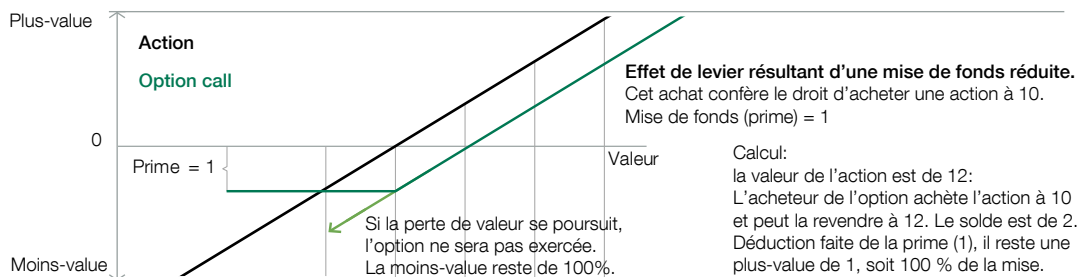 Plus-value
Action
Option call
Effet de levier résultant d'une mise de fonds réduite.
Cet achat confère le droit d'acheter une action à 10.
Mise de fonds (prime) = 1
0
Prime = 1
Valeur
Calcul:
la valeur de l'action est de 12:
L'acheteur de l'option achète l'action à 10
et peut la revendre à 12. Le solde est de 2.
Déduction faite de la prime (1), il reste une
plus-value de 1, soit 100 % de la mise.
Si la perte de valeur se poursuit,
l'option ne sera pas exercée.
La moins-value reste de 100%.
Moins-value